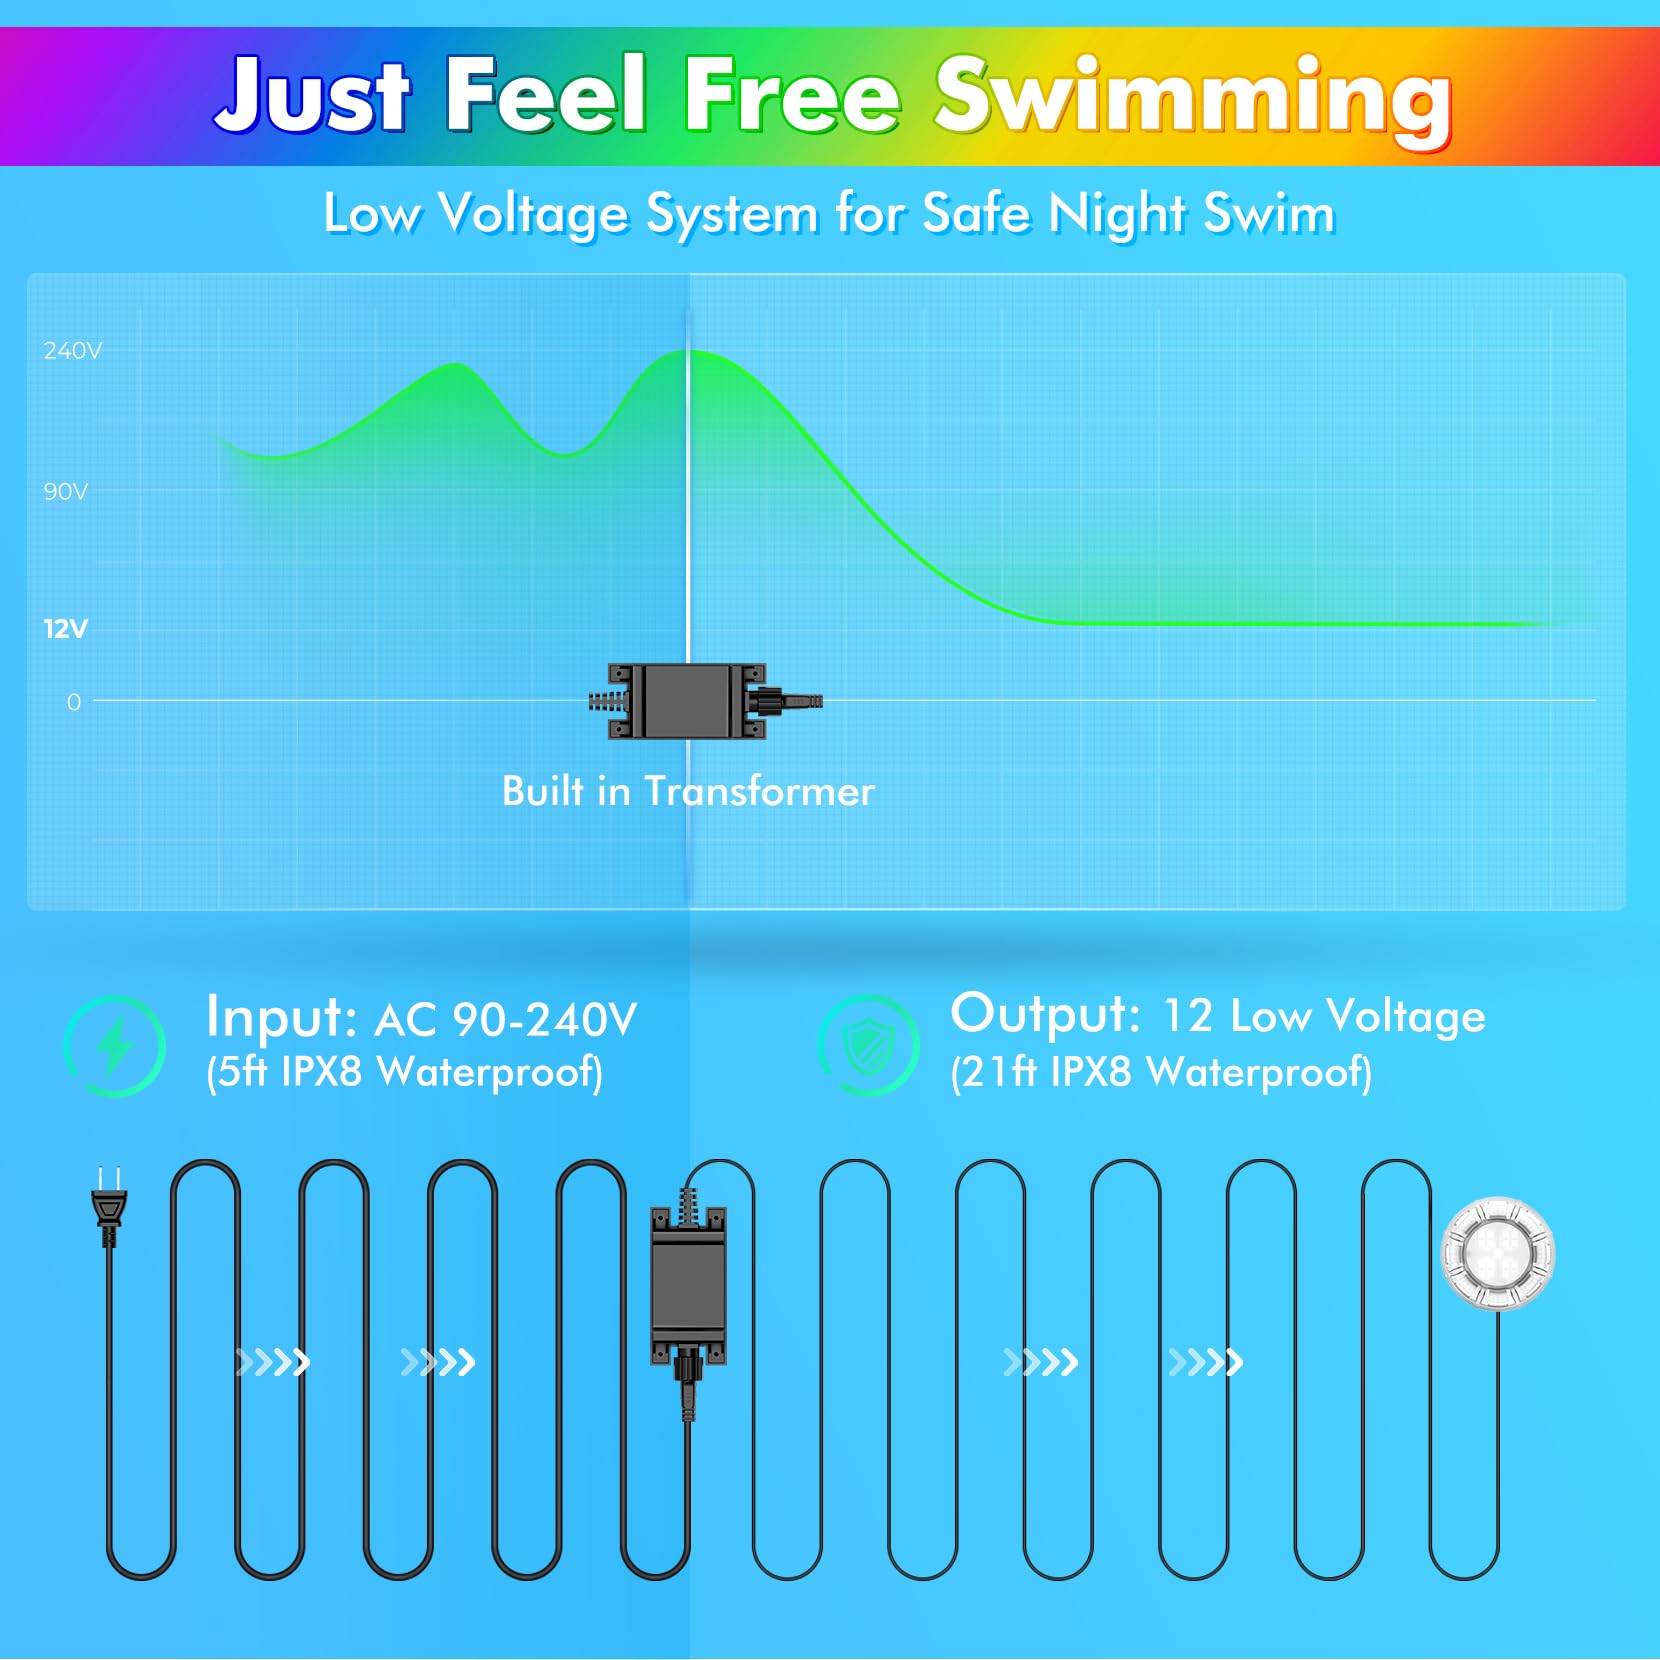 Just Feel Free Swimming
Low Voltage System for Safe Night Swim
240V
90V
12V
0
Built in Transformer
Input: AC 90-240V
(5ft IPX8 Waterproof)
Output: 12 Low Voltage
(21ft IPX8 Waterproof)